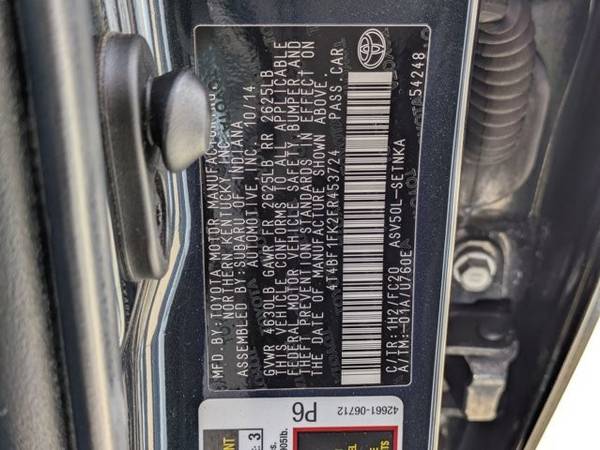 MFD.BY:TOYOTA MOTOR MANUFACTURING
NORTHERN KENTUCKY, INC.
ASSEMBLED BY:SUBARU OF INDIANA
AUTOMOTIVE, INC. 10/14
GVWR 4630LB GAWR FR 2625LB RR 2625LB
THIS VEHICLE CONFORMS TO ALL APPLICABLE
FEDERAL MOTOR VEHICLE SAFETY, BUMPER, AND
THEFT PREVENTION STANDARDS IN EFFECT ON
THE DATE OF MANUFACTURE SHOWN ABOVE.
4T4BF1FK2FR453724 PASS.CAR
C/TR:1H2/FC20 ASV50L-SETNKA
A/TM:-01A/U760E 54248
TOYOTA
42661-06712
P6
3